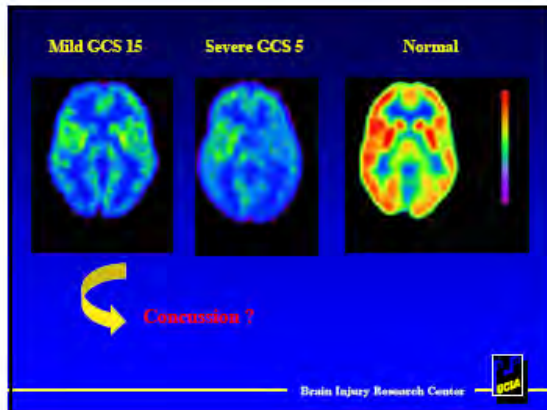 Mild GCS 15
Severe GCS 5
Normal
Concussion ?
Brain Injury Research Center
UCLA